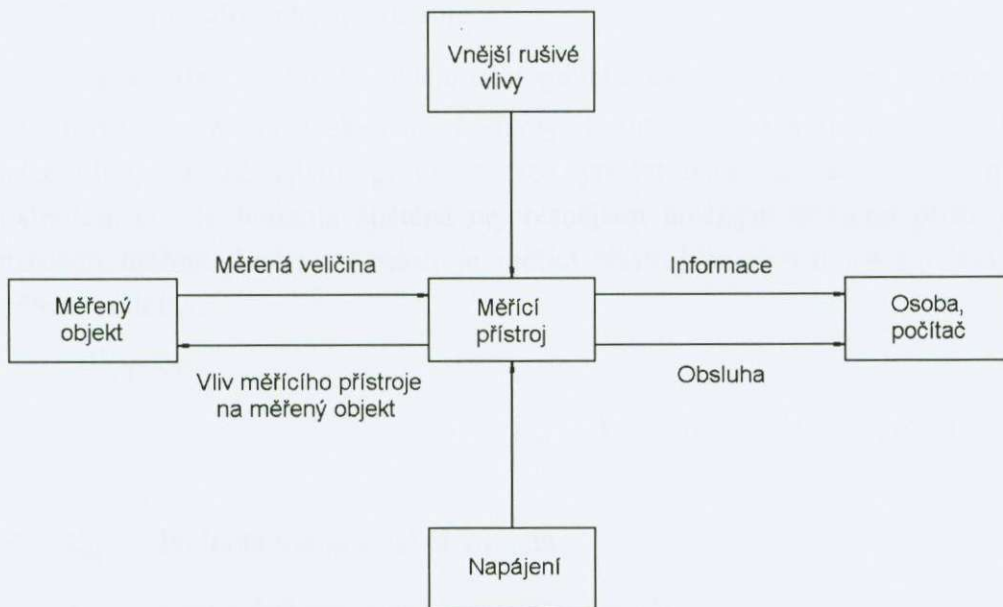 Vnější rušivé
vlivy
Měřená veličina
Informace
Měřený
objekt
Měřící
přístroj
Osoba,
počítač
Vliv měřícího přístroje
na měřený objekt
Obsluha
Napájení